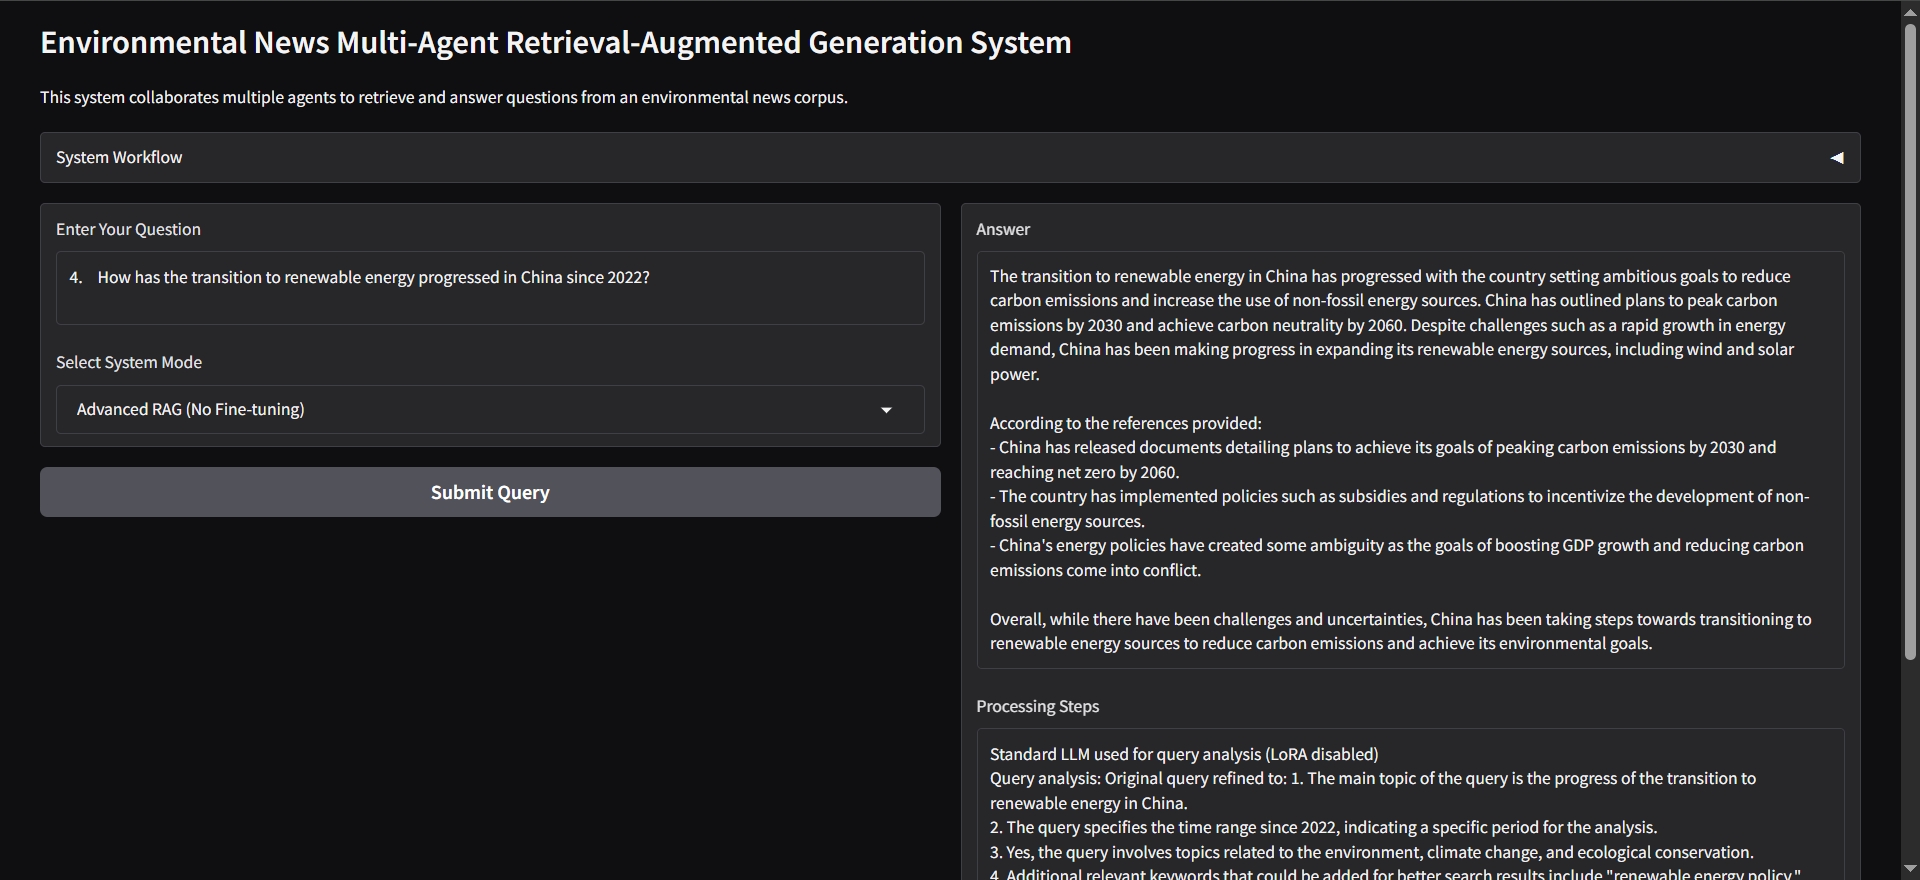 Environmental News Multi-Agent Retrieval-Augmented Generation System
This system collaborates multiple agents to retrieve and answer questions from an environmental news corpus.
System Workflow
Enter Your Question
4. How has the transition to renewable energy progressed in China since 2022?
Select System Mode
Advanced RAG (No Fine-tuning)
Submit Query
Answer
The transition to renewable energy in China has progressed with the country setting ambitious goals to reduce
carbon emissions and increase the use of non-fossil energy sources. China has outlined plans to peak carbon
emissions by 2030 and achieve carbon neutrality by 2060. Despite challenges such as a rapid growth in energy
demand, China has been making progress in expanding its renewable energy sources, including wind and solar
power.
According to the references provided:
- China has released documents detailing plans to achieve its goals of peaking carbon emissions by 2030 and
reaching net zero by 2060.
- The country has implemented policies such as subsidies and regulations to incentivize the development of non-
fossil energy sources.
- China's energy policies have created some ambiguity as the goals of boosting GDP growth and reducing carbon
emissions come into conflict.
Overall, while there have been challenges and uncertainties, China has been taking steps towards transitioning to
renewable energy sources to reduce carbon emissions and achieve its environmental goals.
Processing Steps
Standard LLM used for query analysis (LoRA disabled)
Query analysis: Original query refined to: 1. The main topic of the query is the progress of the transition to
renewable energy in China.
2. The query specifies the time range since 2022, indicating a specific period for the analysis.
3. Yes, the query involves topics related to the environment, climate change, and ecological conservation.
4. Additional relevant keywords that could be added for better search results include "renewable energy policy,"